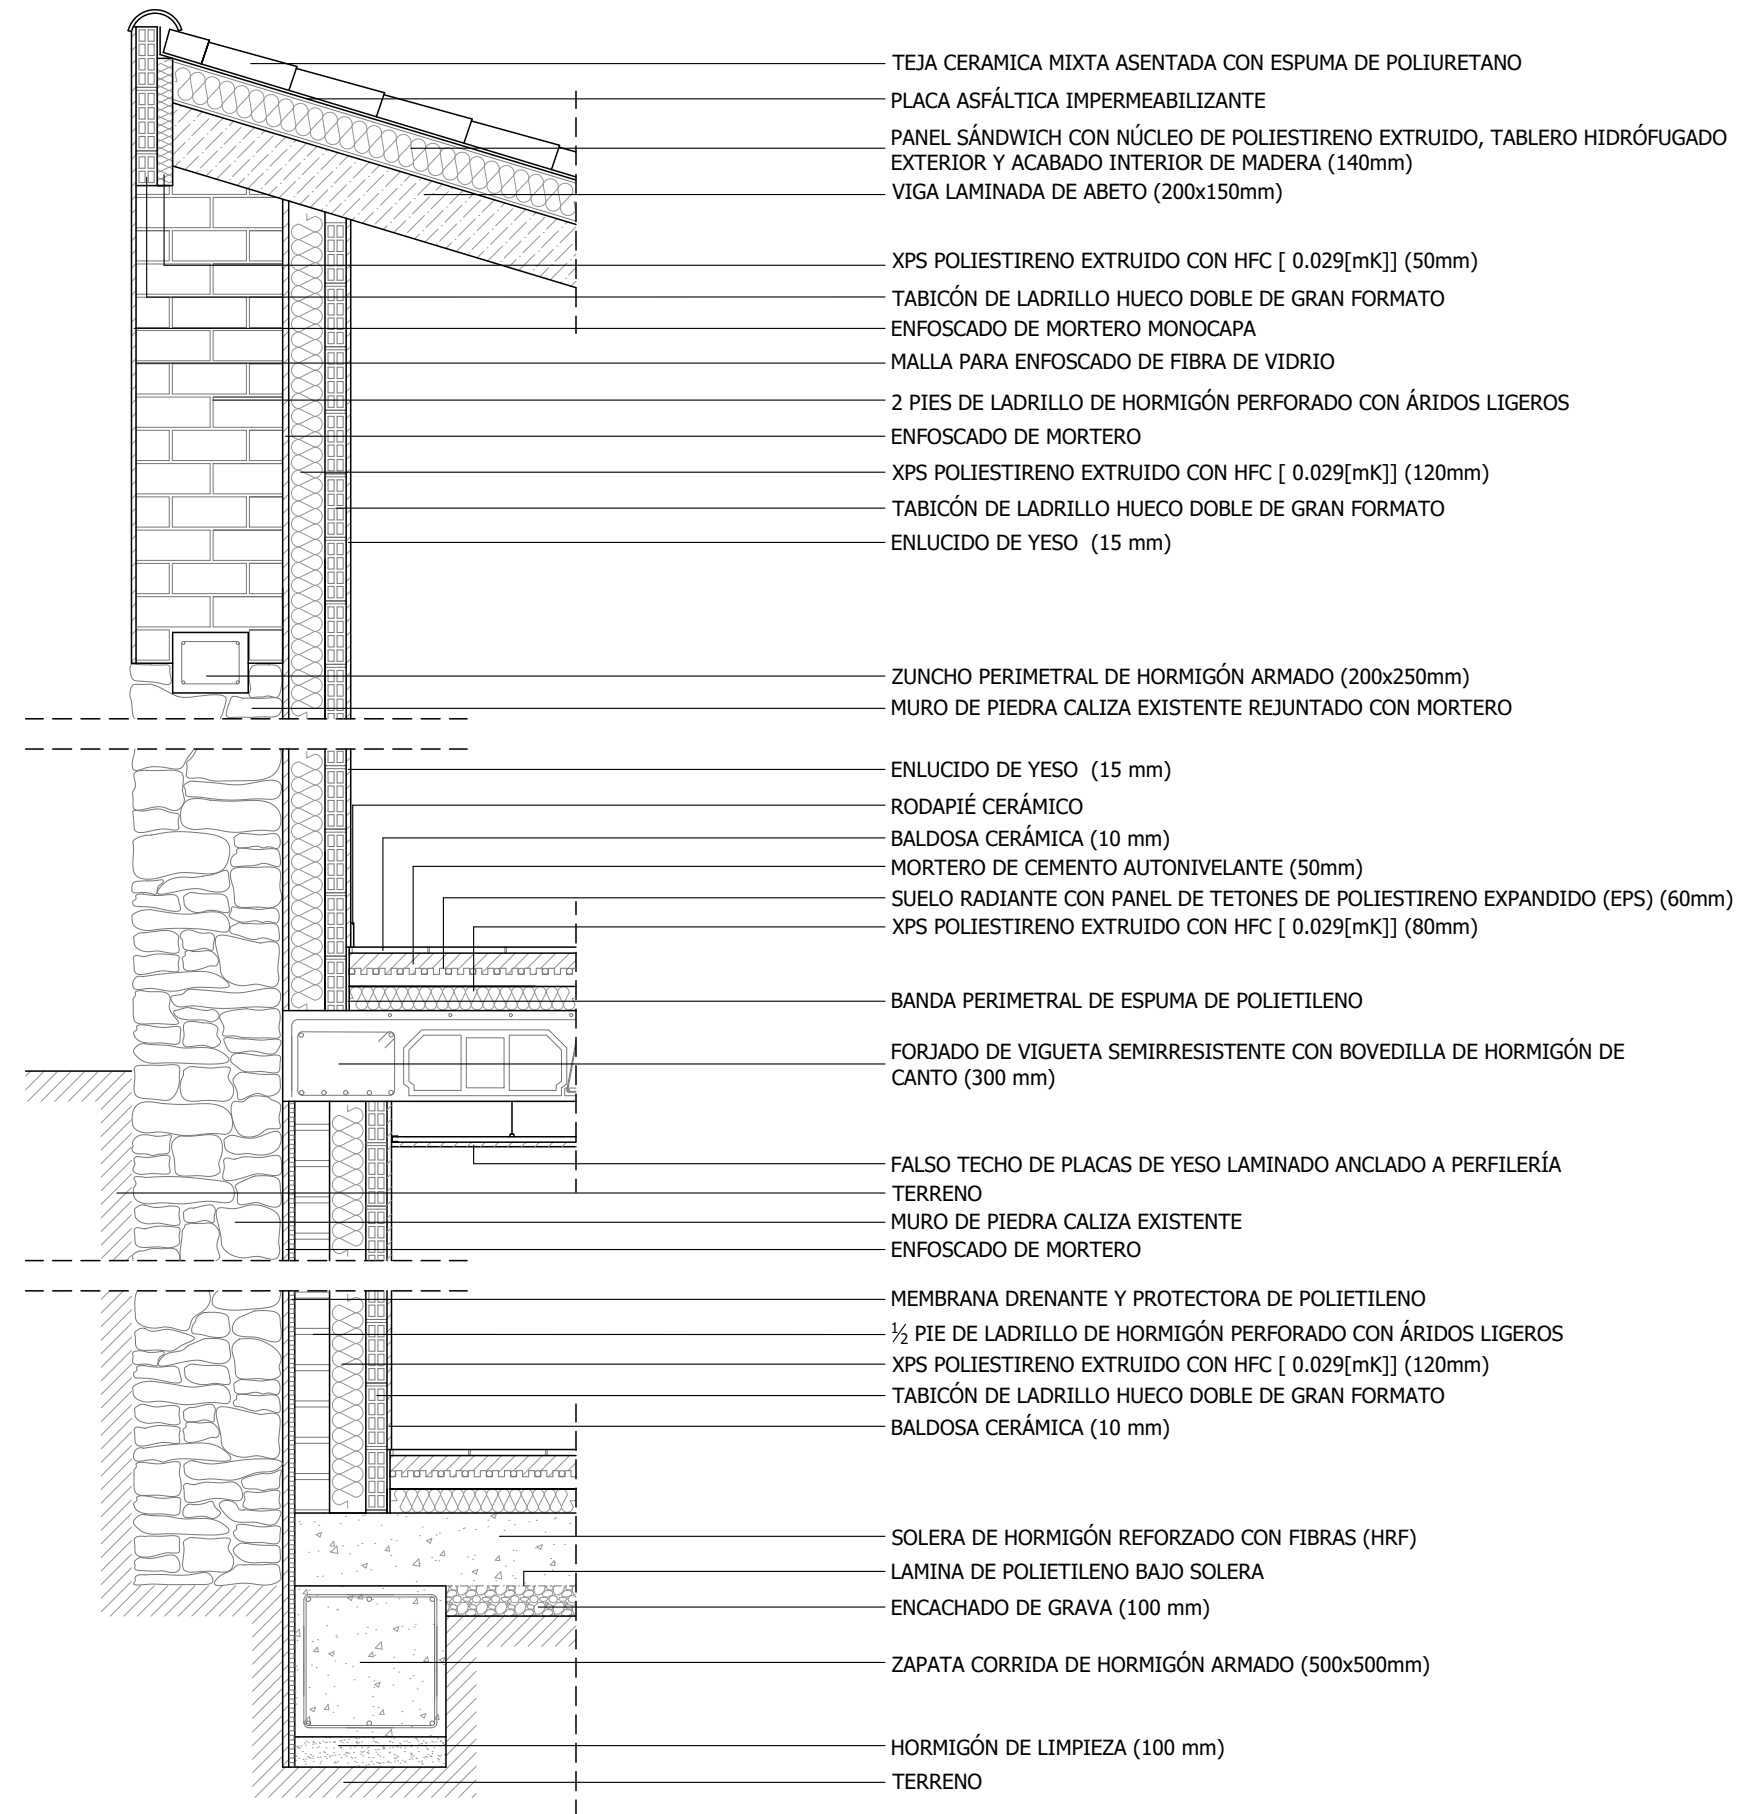 TEJA CERAMICA MIXTA ASENTADA CON ESPUMA DE POLIURETANO
PLACA ASFÁLTICA IMPERMEABILIZANTE
PANEL SÁNDWICH CON NÚCLEO DE POLIESTIRENO EXTRUIDO, TABLERO HIDRÓFUGADO
EXTERIOR Y ACABADO INTERIOR DE MADERA (140mm)
VIGA LAMINADA DE ABETO (200x150mm)
XPS POLIESTIRENO EXTRUIDO CON HFC [ 0.029[mK]] (50mm)
TABICÓN DE LADRILLO HUECO DOBLE DE GRAN FORMATO
ENFOSCADO DE MORTERO MONOCAPA
MALLA PARA ENFOSCADO DE FIBRA DE VIDRIO
2 PIES DE LADRILLO DE HORMIGÓN PERFORADO CON ÁRIDOS LIGEROS
ENFOSCADO DE MORTERO
XPS POLIESTIRENO EXTRUIDO CON HFC [ 0.029[mK]] (120mm)
TABICÓN DE LADRILLO HUECO DOBLE DE GRAN FORMATO
ENLUCIDO DE YESO (15 mm)
ZUNCHO PERIMETRAL DE HORMIGÓN ARMADO (200x250mm)
MURO DE PIEDRA CALIZA EXISTENTE REJUNTADO CON MORTERO
ENLUCIDO DE YESO (15 mm)
RODAPIÉ CERÁMICO
BALDOSA CERÁMICA (10 mm)
MORTERO DE CEMENTO AUTONIVELANTE (50mm)
SUELO RADIANTE CON PANEL DE TETONES DE POLIESTIRENO EXPANDIDO (EPS) (60mm)
XPS POLIESTIRENO EXTRUIDO CON HFC [ 0.029[mK]] (80mm)
BANDA PERIMETRAL DE ESPUMA DE POLIETILENO
FORJADO DE VIGUETA SEMIRRESISTENTE CON BOVEDILLA DE HORMIGÓN DE
CANTO (300 mm)
FALSO TECHO DE PLACAS DE YESO LAMINADO ANCLADO A PERFILERÍA
TERRENO
MURO DE PIEDRA CALIZA EXISTENTE
ENFOSCADO DE MORTERO
MEMBRANA DRENANTE Y PROTECTORA DE POLIETILENO
½ PIE DE LADRILLO DE HORMIGÓN PERFORADO CON ÁRIDOS LIGEROS
XPS POLIESTIRENO EXTRUIDO CON HFC [ 0.029[mK]] (120mm)
TABICÓN DE LADRILLO HUECO DOBLE DE GRAN FORMATO
BALDOSA CERÁMICA (10 mm)
SOLERA DE HORMIGÓN REFORZADO CON FIBRAS (HRF)
LAMINA DE POLIETILENO BAJO SOLERA
ENCACHADO DE GRAVA (100 mm)
ZAPATA CORRIDA DE HORMIGÓN ARMADO (500x500mm)
HORMIGÓN DE LIMPIEZA (100 mm)
TERRENO